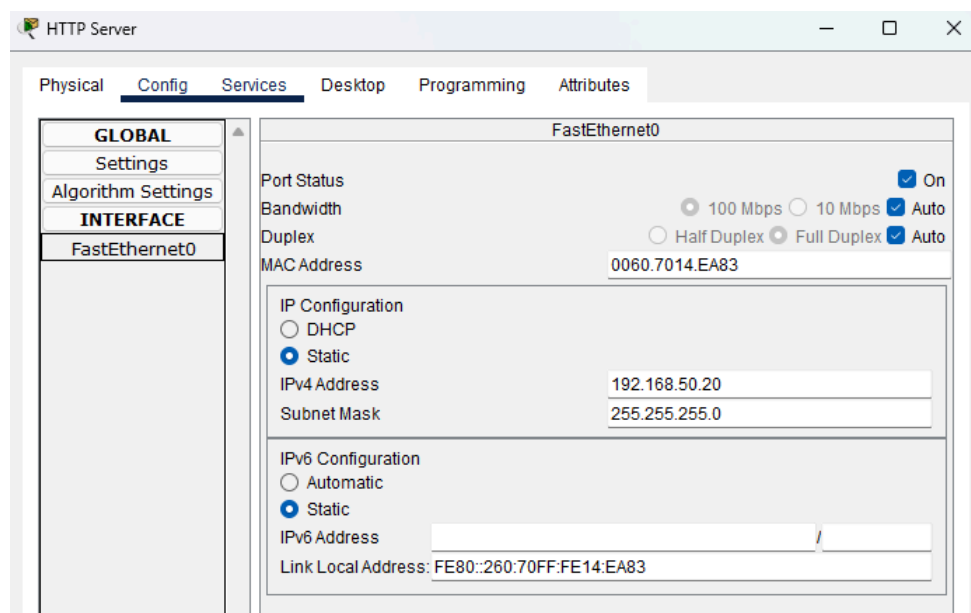 HTTP Server
Physical Config Services Desktop Programming Attributes
GLOBAL
Settings
Algorithm Settings
INTERFACE
FastEthernet0
FastEthernet0
Port Status On
Bandwidth 100 Mbps 10 Mbps Auto
Duplex Half Duplex Full Duplex Auto
MAC Address 0060.7014.EA83
IP Configuration
DHCP
Static
IPv4 Address 192.168.50.20
Subnet Mask 255.255.255.0
IPv6 Configuration
Automatic
Static
IPv6 Address /
Link Local Address: FE80::260:70FF:FE14:EA83